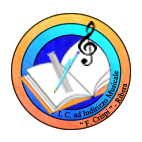 I. C. ad Indirizzo Musicale
"F. Crispi" - Ribera